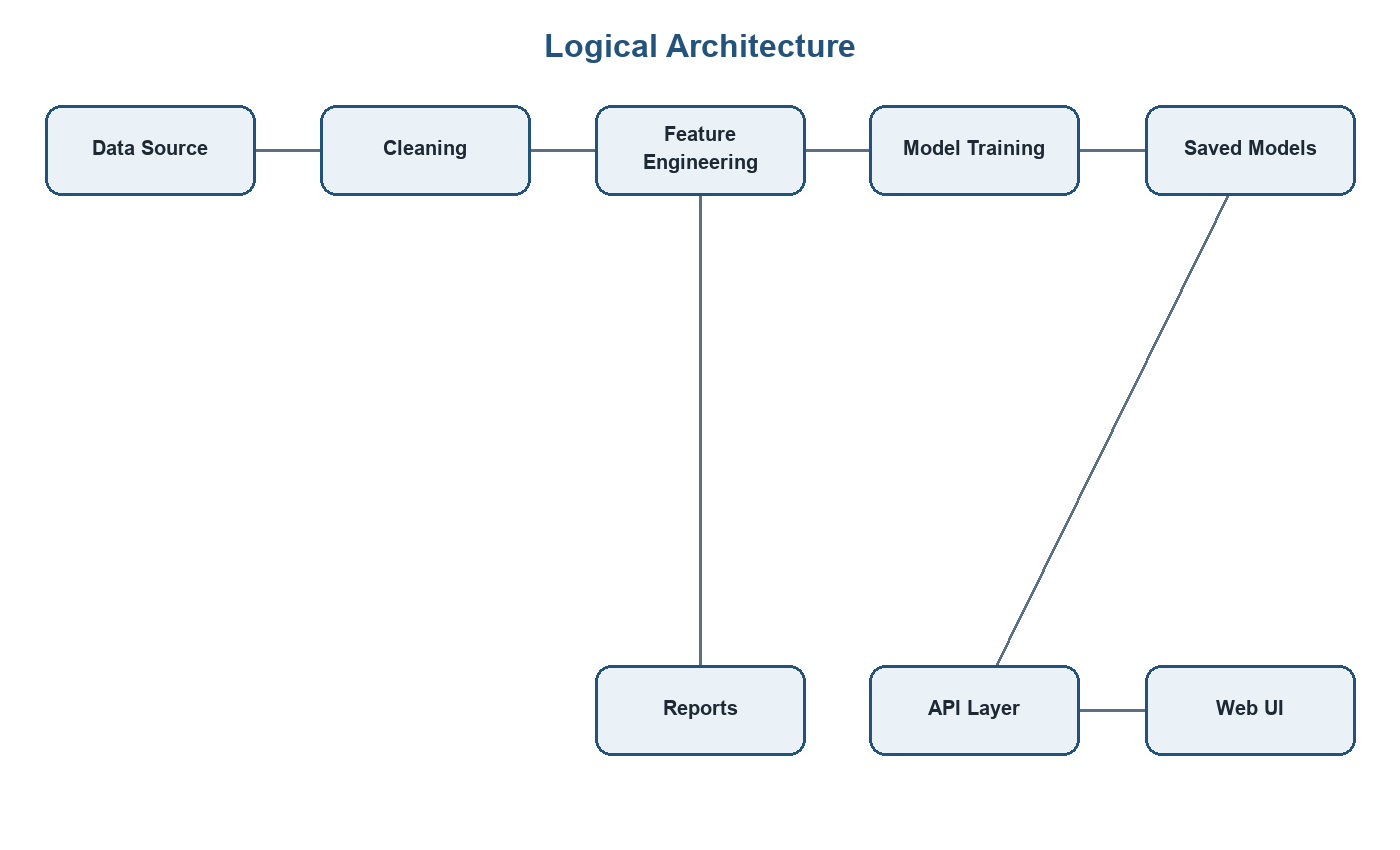 Logical Architecture
Data Source
Cleaning
Feature
Engineering
Model Training
Saved Models
Reports
API Layer
Web UI